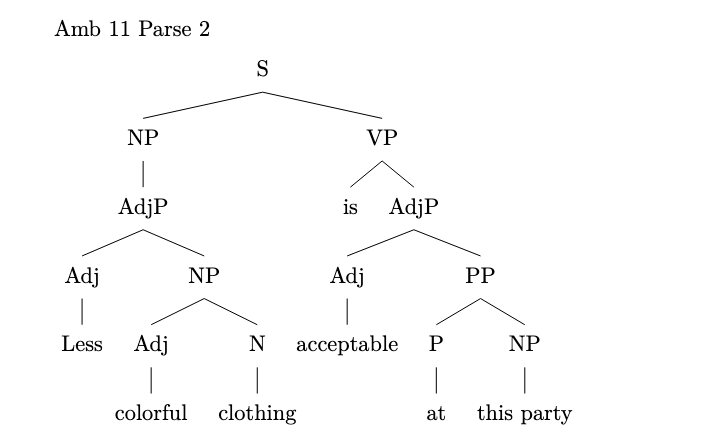 Amb 11 Parse 2
S
NP VP
AdjP is AdjP
Adj NP Adj PP
Less Adj N acceptable P NP
colorful clothing at this party